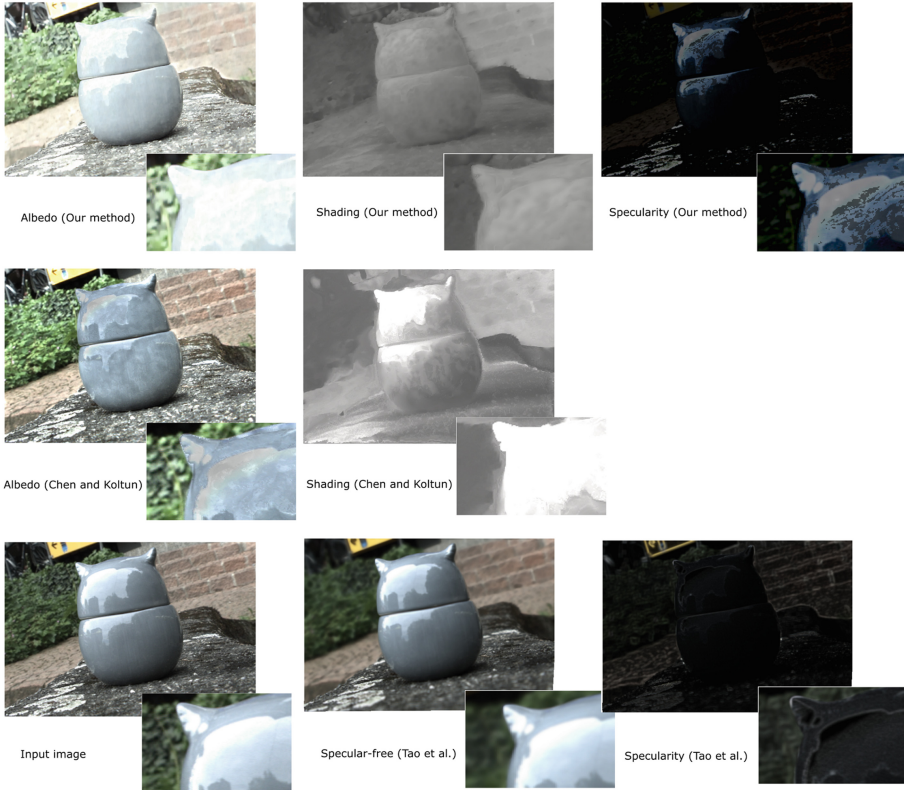 Albedo (Our method)
Shading (Our method)
Specularity (Our method)
Albedo (Chen and Koltun)
Shading (Chen and Koltun)
Input image
Specular-free (Tao et al.)
Specularity (Tao et al.)